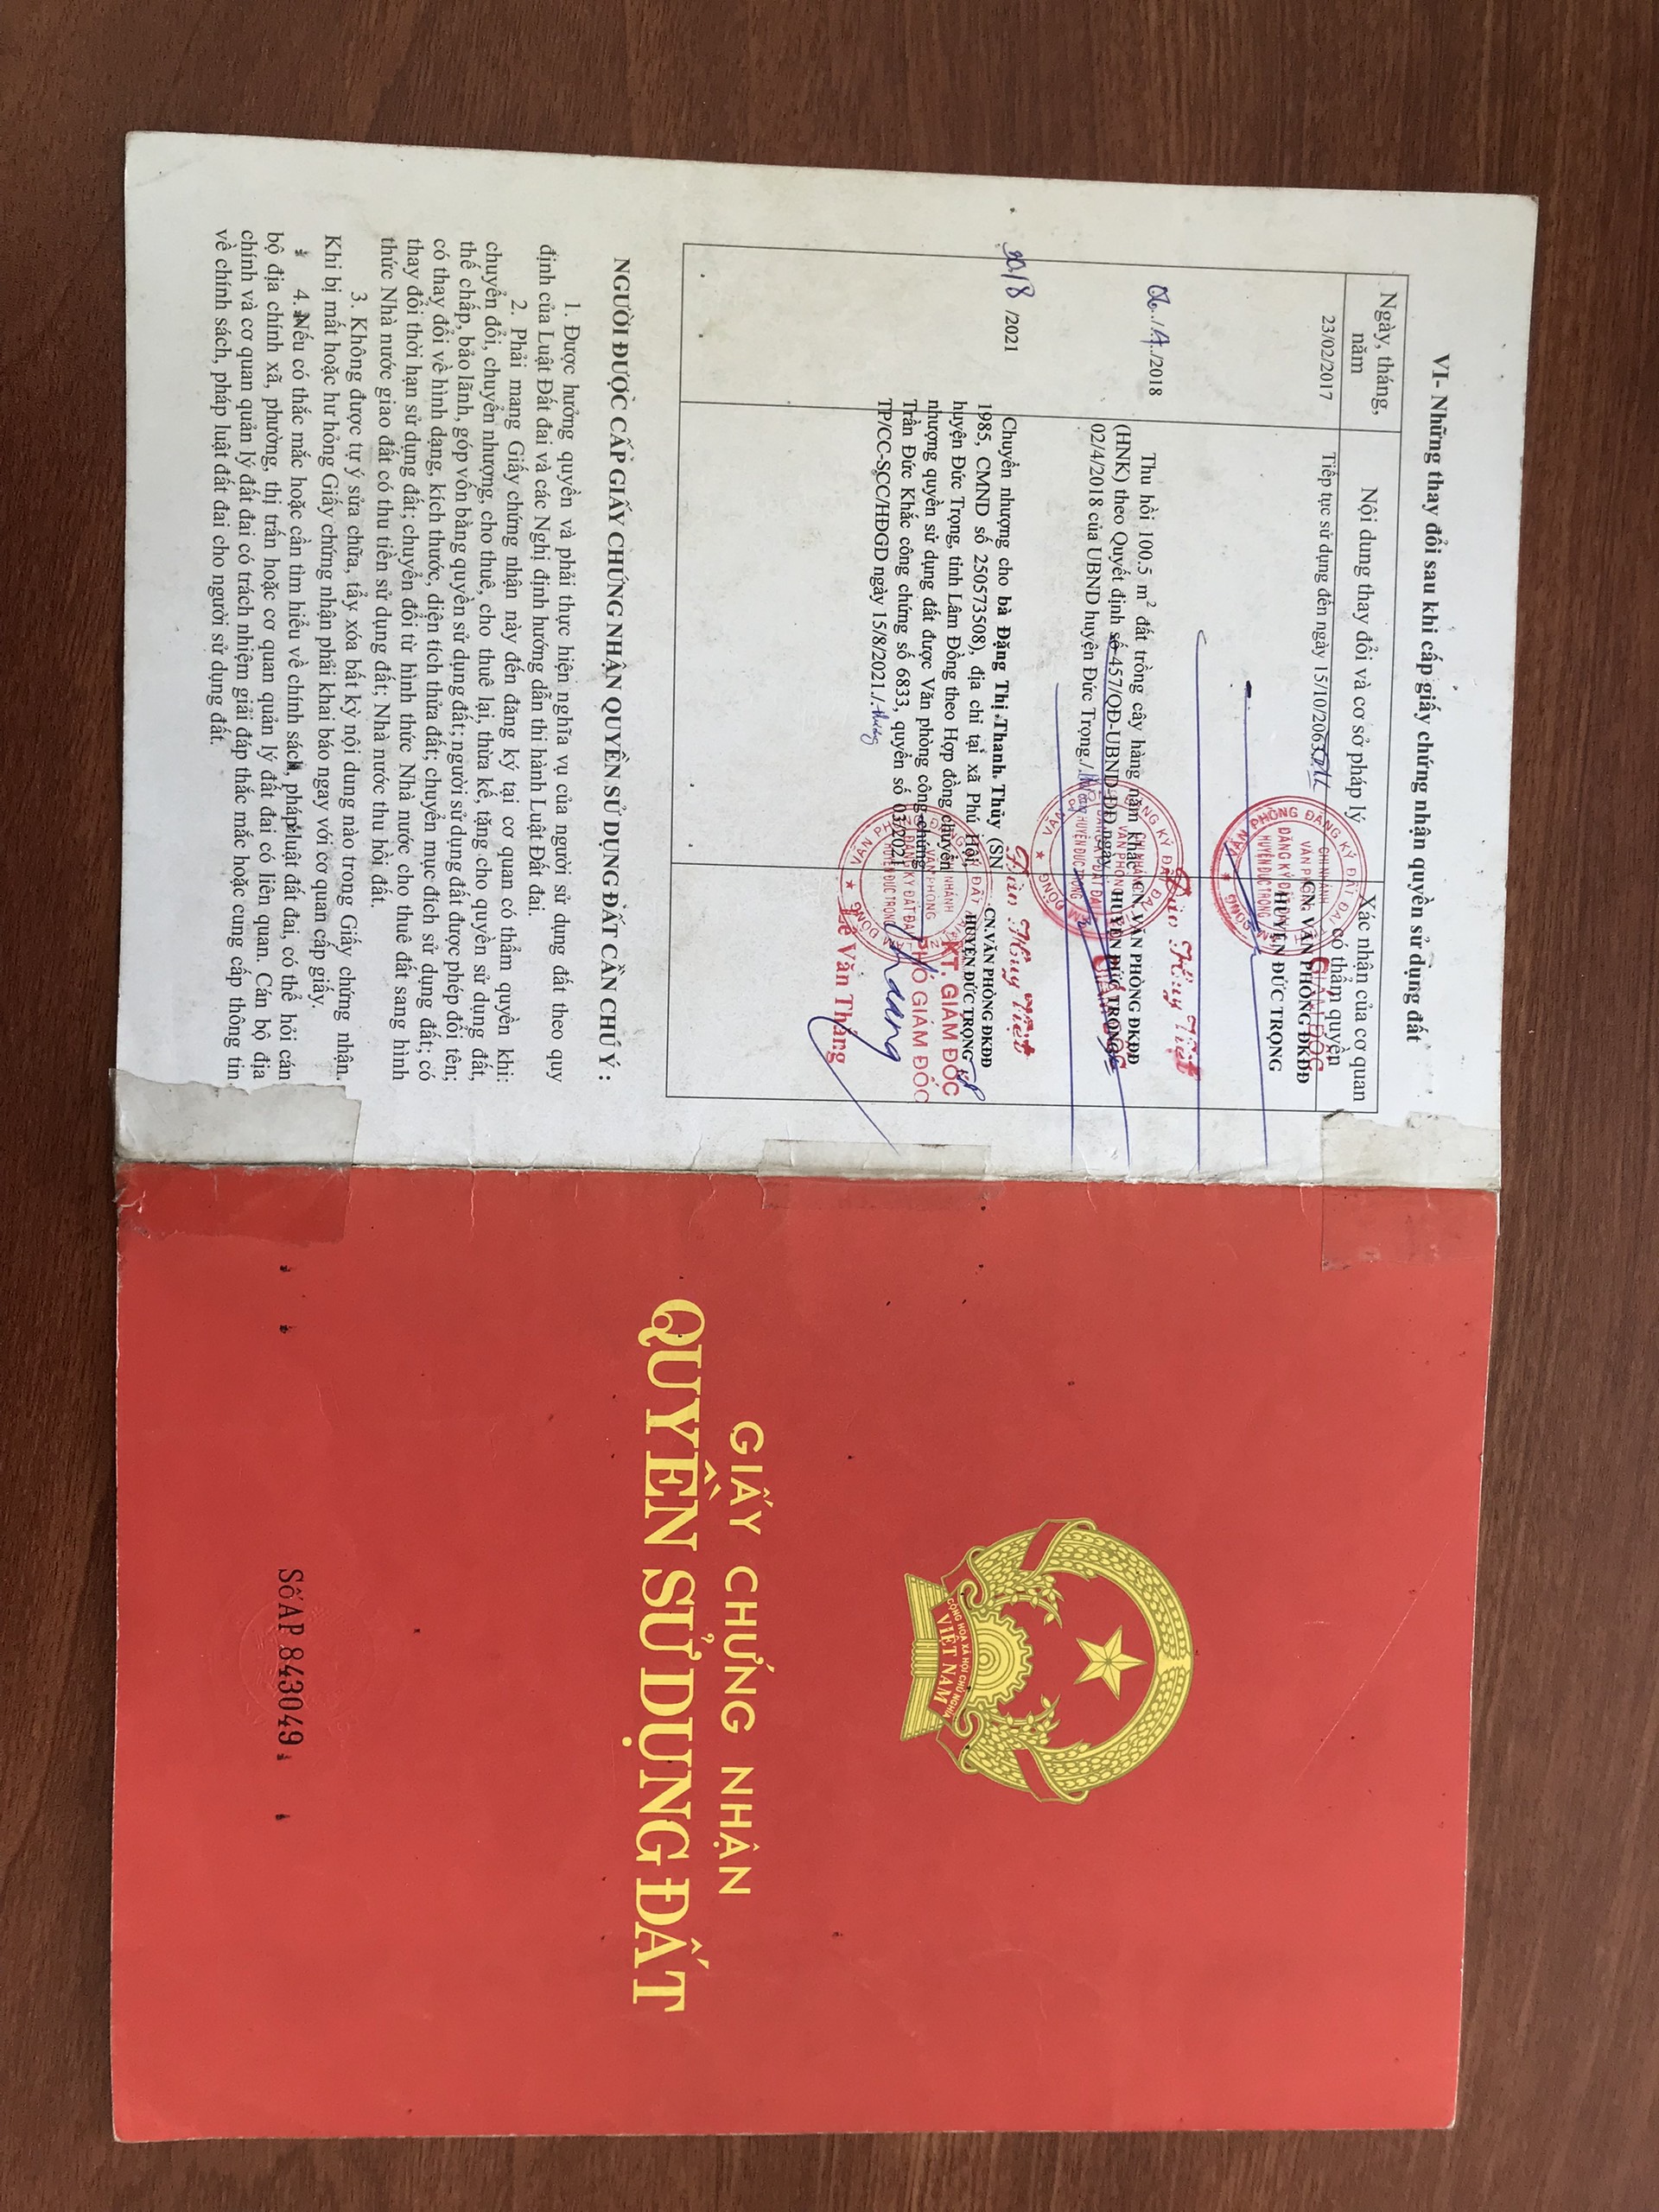 VI- Những thay đổi sau khi cấp giấy chứng nhận quyền sử dụng đất
Ngày, tháng, năm
Nội dung thay đổi và cơ sở pháp lý
Xác nhận của cơ quan có thẩm quyền
23/02/2017
Tiếp tục sử dụng đến ngày 15/10/2063
CN. VĂN PHÒNG ĐKĐĐ
HUYỆN ĐỨC TRỌNG
GIÁM ĐỐC
Đào Huy Việt
/2018
Thu hồi 100.5 m² đất trồng cây hàng năm khác
(HNK) theo Quyết định số 457/QĐ-UBND-ĐĐ ngày
02/4/2018 của UBND huyện Đức Trọng./.
CN. VĂN PHÒNG ĐKĐĐ
HUYỆN ĐỨC TRỌNG
GIÁM ĐỐC
Đào Huy Việt
/2021
Chuyển nhượng cho bà Đặng Thị Thanh Thùy (SN
1985, CMND số 250573508), địa chỉ tại xã Phú Hội,
huyện Đức Trọng, tỉnh Lâm Đồng theo Hợp đồng chuyển
nhượng quyền sử dụng đất được Văn phòng công chứng
Trần Đức Khắc công chứng số 6833, quyển số 03/2021
TP/CC-SCC/HĐGD ngày 15/8/2021./.
CN.VĂN PHÒNG ĐKĐĐ
HUYỆN ĐỨC TRỌNG
KT. GIÁM ĐỐC
PHÓ GIÁM ĐỐC
Lê Văn Thắng
NGƯỜI ĐƯỢC CẤP GIẤY CHỨNG NHẬN QUYỀN SỬ DỤNG ĐẤT CẦN CHÚ Ý :
1. Được hưởng quyền và phải thực hiện nghĩa vụ của người sử dụng đất theo quy
định của Luật Đất đai và các Nghị định hướng dẫn thi hành Luật Đất đai.
2. Phải mang Giấy chứng nhận này đến đăng ký tại cơ quan có thẩm quyền khi:
chuyển đổi, chuyển nhượng, cho thuê, cho thuê lại, thừa kế, tặng cho quyền sử dụng đất,
thế chấp, bảo lãnh, góp vốn bằng quyền sử dụng đất; người sử dụng đất được phép đổi tên;
có thay đổi về hình dạng, kích thước, diện tích thửa đất; chuyển mục đích sử dụng đất; có
thay đổi thời hạn sử dụng đất; chuyển đổi từ hình thức Nhà nước cho thuê đất sang hình
thức Nhà nước giao đất có thu tiền sử dụng đất; Nhà nước thu hồi đất.
3. Không được tự ý sửa chữa, tẩy xóa bất kỳ nội dung nào trong Giấy chứng nhận.
Khi bị mất hoặc hư hỏng Giấy chứng nhận phải khai báo ngay với cơ quan cấp giấy.
4. Nếu có thắc mắc hoặc cần tìm hiểu về chính sách, pháp luật đất đai, có thể hỏi cán
bộ địa chính xã, phường, thị trấn hoặc cơ quan quản lý đất đai có liên quan. Cán bộ địa
chính và cơ quan quản lý đất đai có trách nhiệm giải đáp thắc mắc hoặc cung cấp thông tin
về chính sách, pháp luật đất đai cho người sử dụng đất.
CỘNG HÒA XÃ HỘI CHỦ NGHĨA
VIỆT NAM
GIẤY CHỨNG NHẬN
QUYỀN SỬ DỤNG ĐẤT
Số AP 843049